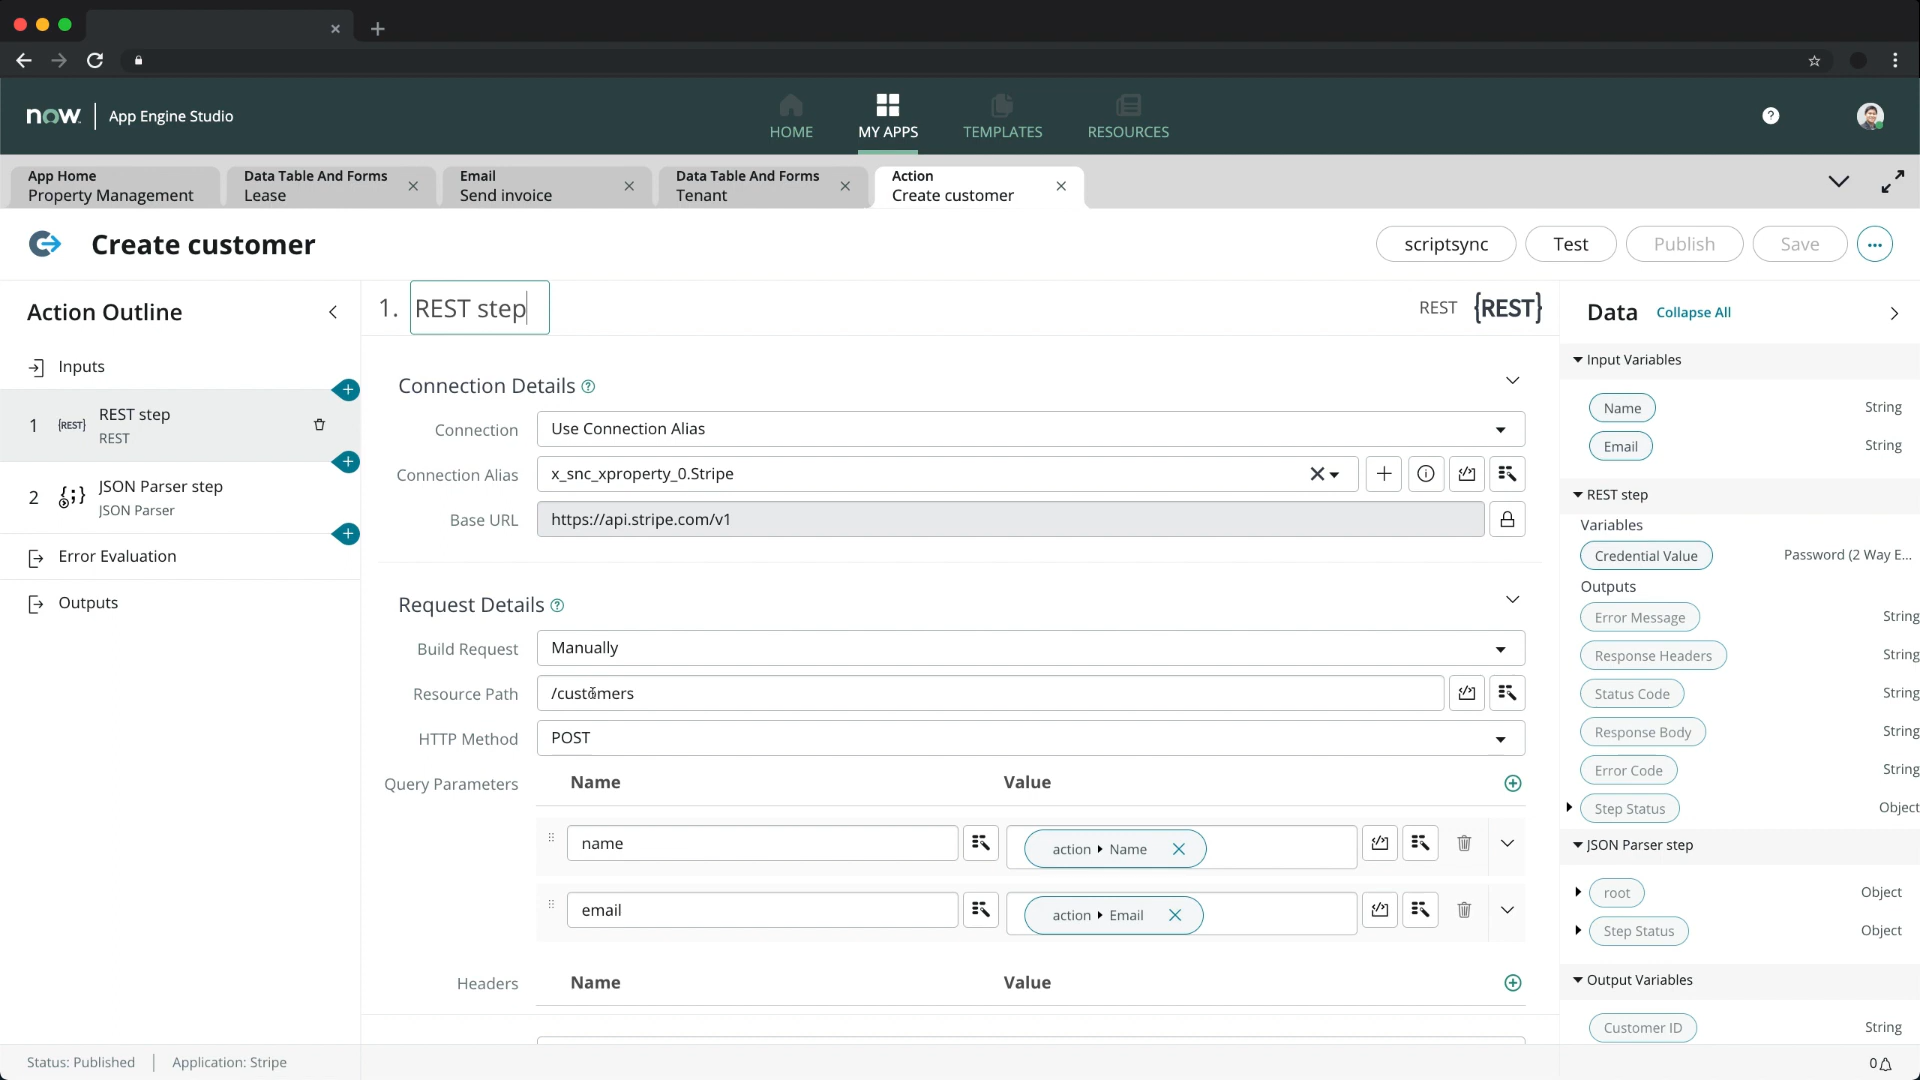 now
App Engine Studio
HOME
MY APPS
TEMPLATES
RESOURCES
App Home
Property Management
Data Table And Forms
Lease
Email
Send invoice
Data Table And Forms
Tenant
Action
Create customer
Create customer
scriptsync
Test
Publish
Save
Action Outline
Inputs
1
{REST}
REST step
REST
2
JSON Parser step
JSON Parser
Error Evaluation
Outputs
1.
REST step
REST
{REST}
Connection Details
Connection
Use Connection Alias
Connection Alias
x_snc_xproperty_0.Stripe
Base URL
https://api.stripe.com/v1
Request Details
Build Request
Manually
Resource Path
/customers
HTTP Method
POST
Query Parameters
Name
Value
name
action Name
email
action Email
Headers
Name
Value
Data
Collapse All
Input Variables
Name
String
Email
String
REST step
Variables
Credential Value
Password (2 Way E...
Outputs
Error Message
String
Response Headers
String
Status Code
String
Response Body
String
Error Code
String
Step Status
Object
JSON Parser step
root
Object
Step Status
Object
Output Variables
Customer ID
String
Status: Published
Application: Stripe
0